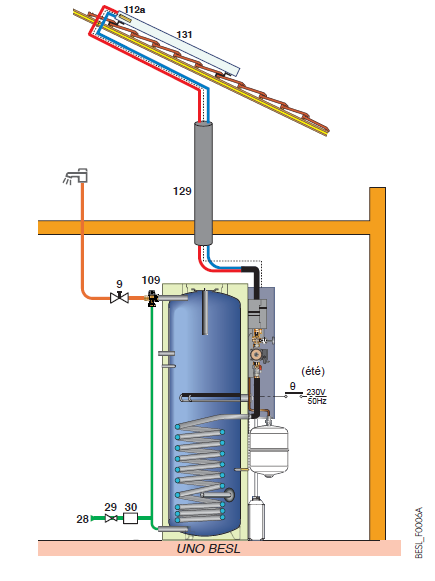 112a
131
129
9
109
(été)
θ
230V
50Hz
29
30
28
UNO BESL
BESL_F0006A